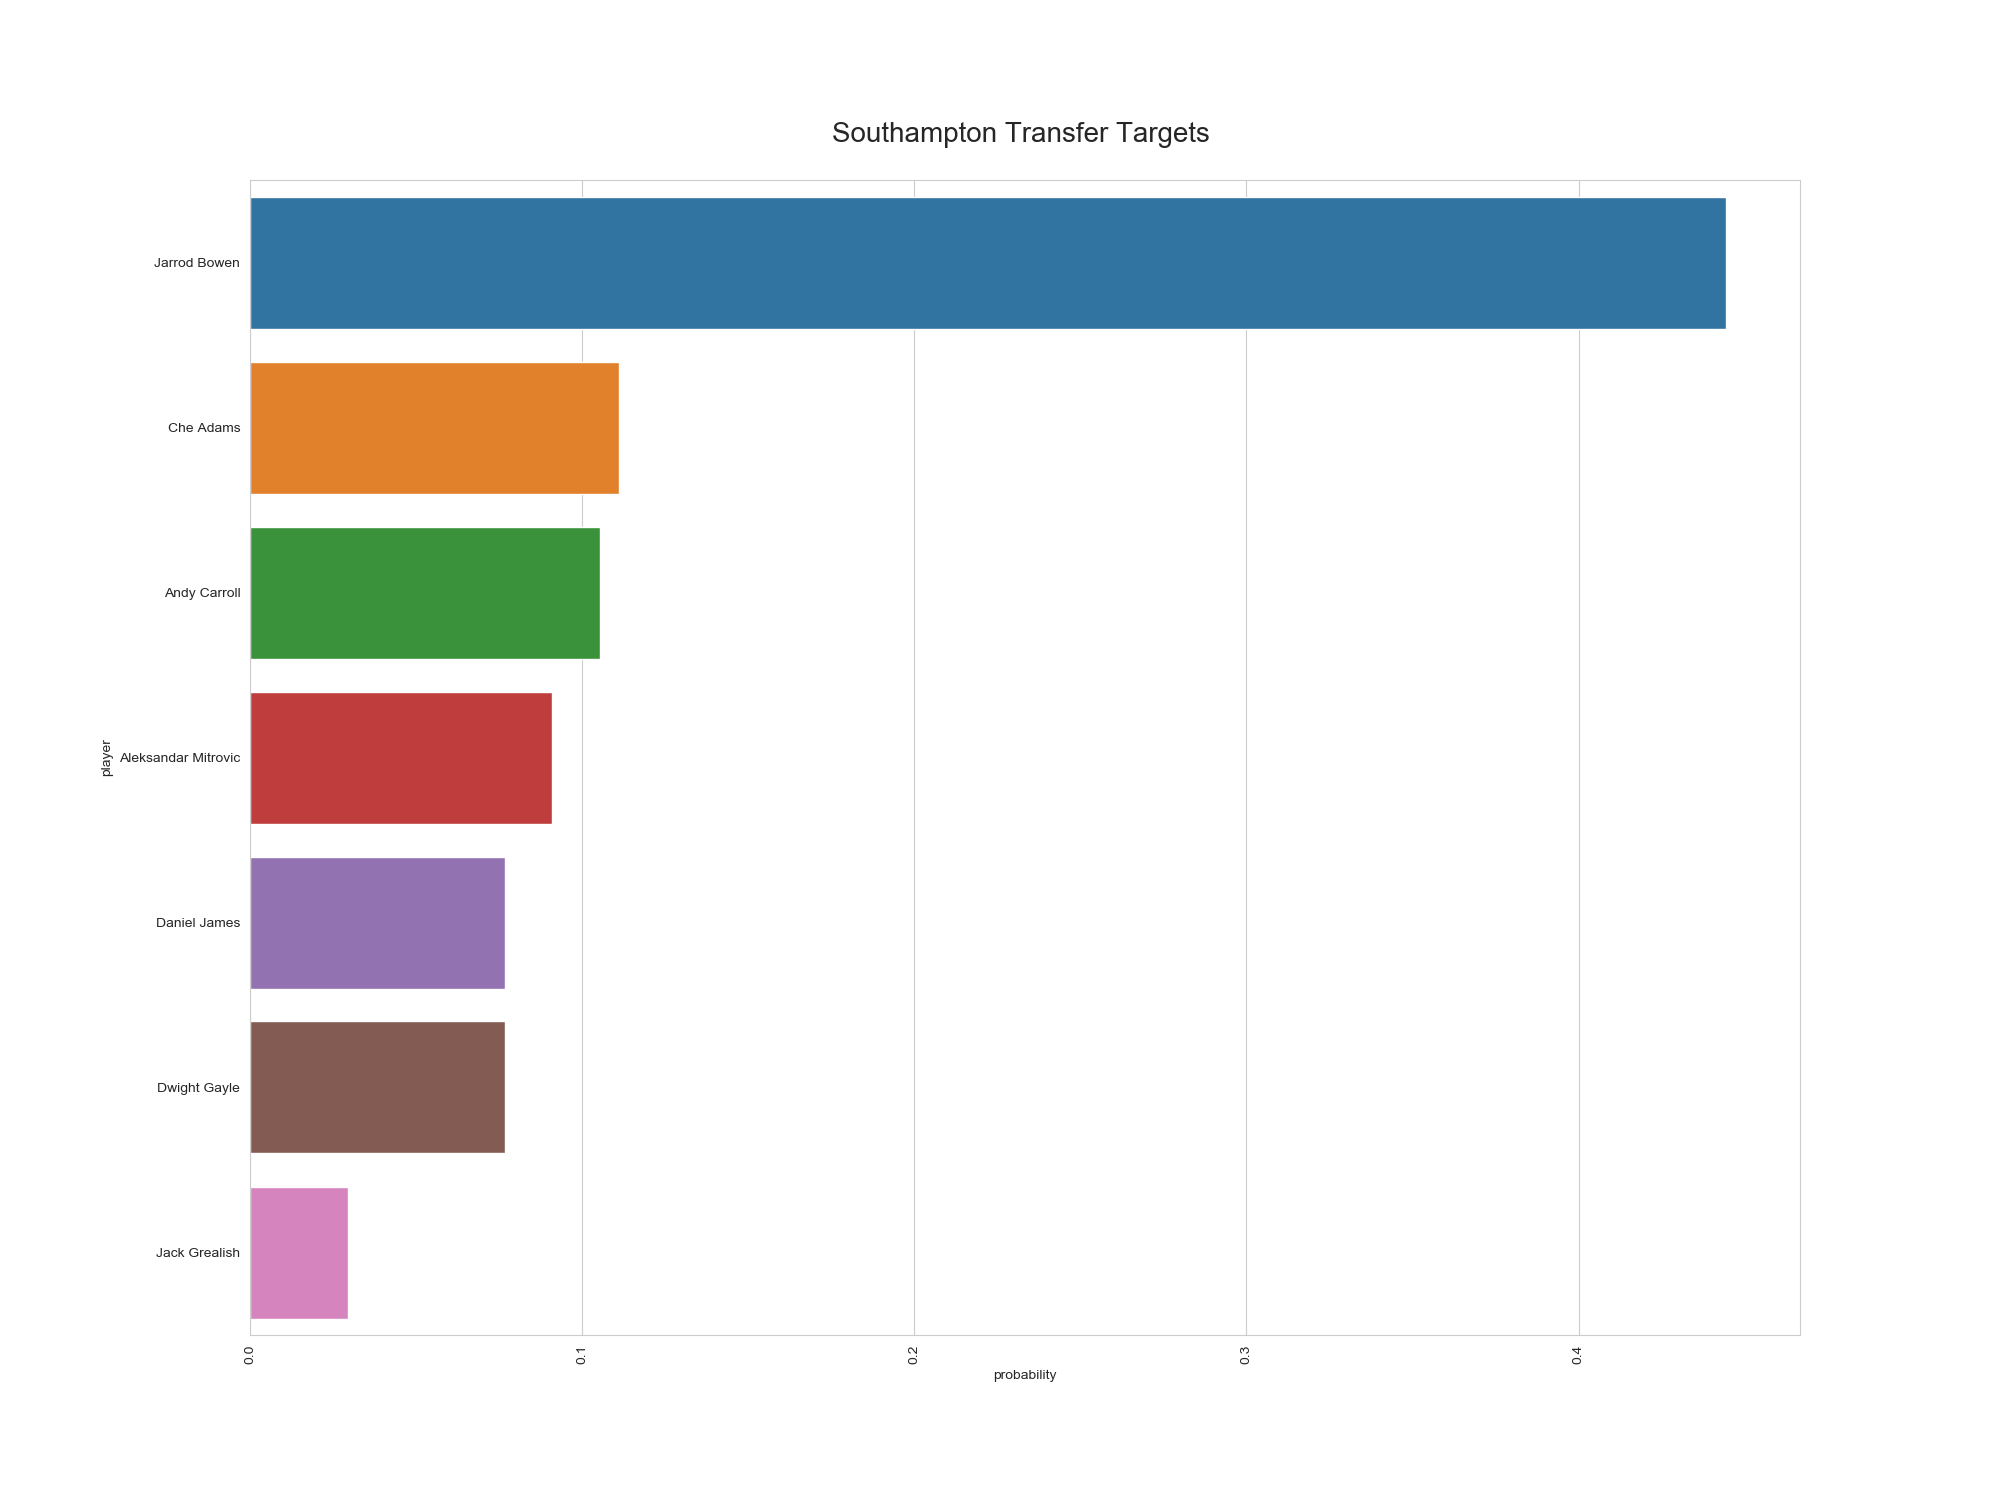 Southampton Transfer Targets
Jarrod Bowen
Che Adams
Andy Carroll
Aleksandar Mitrovic
Daniel James
Dwight Gayle
Jack Grealish
player
0.0
0.1
0.2
0.3
0.4
probability